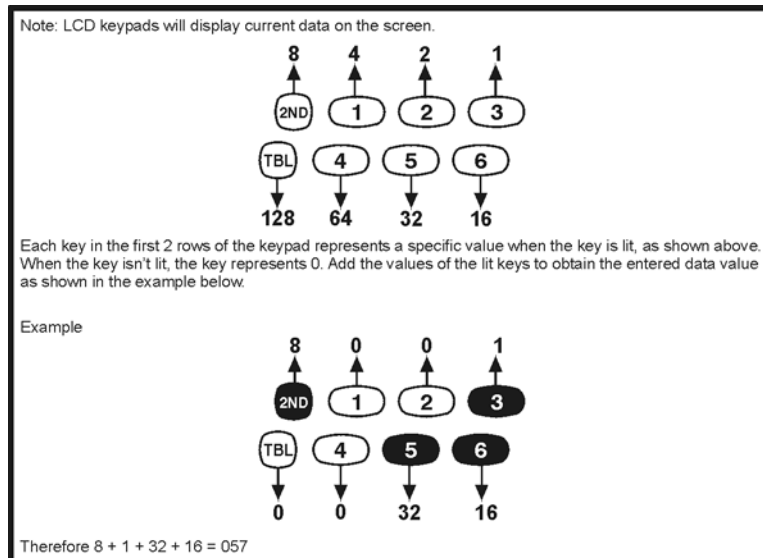 Note: LCD keypads will display current data on the screen.
8 4 2 1
2ND 1 2 3
TBL 4 5 6
128 64 32 16
Each key in the first 2 rows of the keypad represents a specific value when the key is lit, as shown above.
When the key isn't lit, the key represents 0. Add the values of the lit keys to obtain the entered data value
as shown in the example below.
Example
8 0 0 1
2ND 1 2 3
TBL 4 5 6
0 0 32 16
Therefore 8 + 1 + 32 + 16 = 057